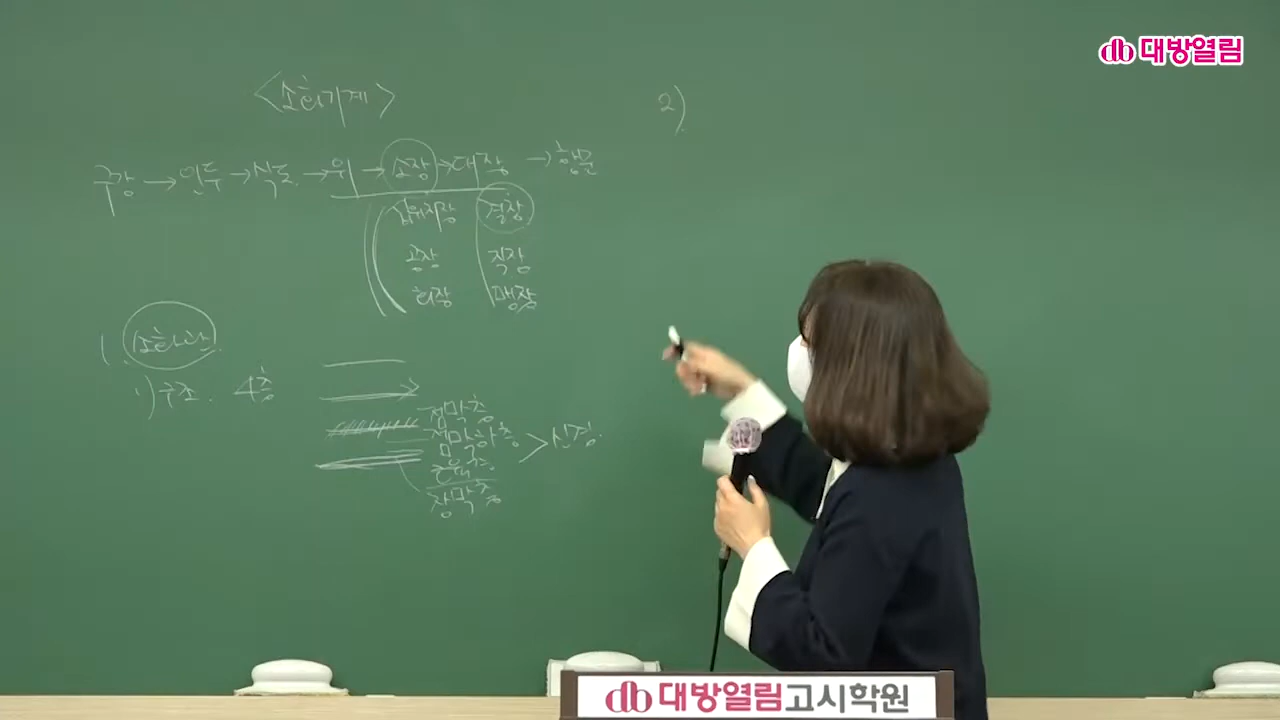 대방열림
<소화기계>
2)
구강 → 인두 → 식도 → 위 → 소장 → 대장 → 항문
십이지장 결장
공장 직장
회장 맹장
1. 소화관
1) 구조. 4층
점막층
점막하층 > 신경.
근육층
장막층
대방열림고시학원